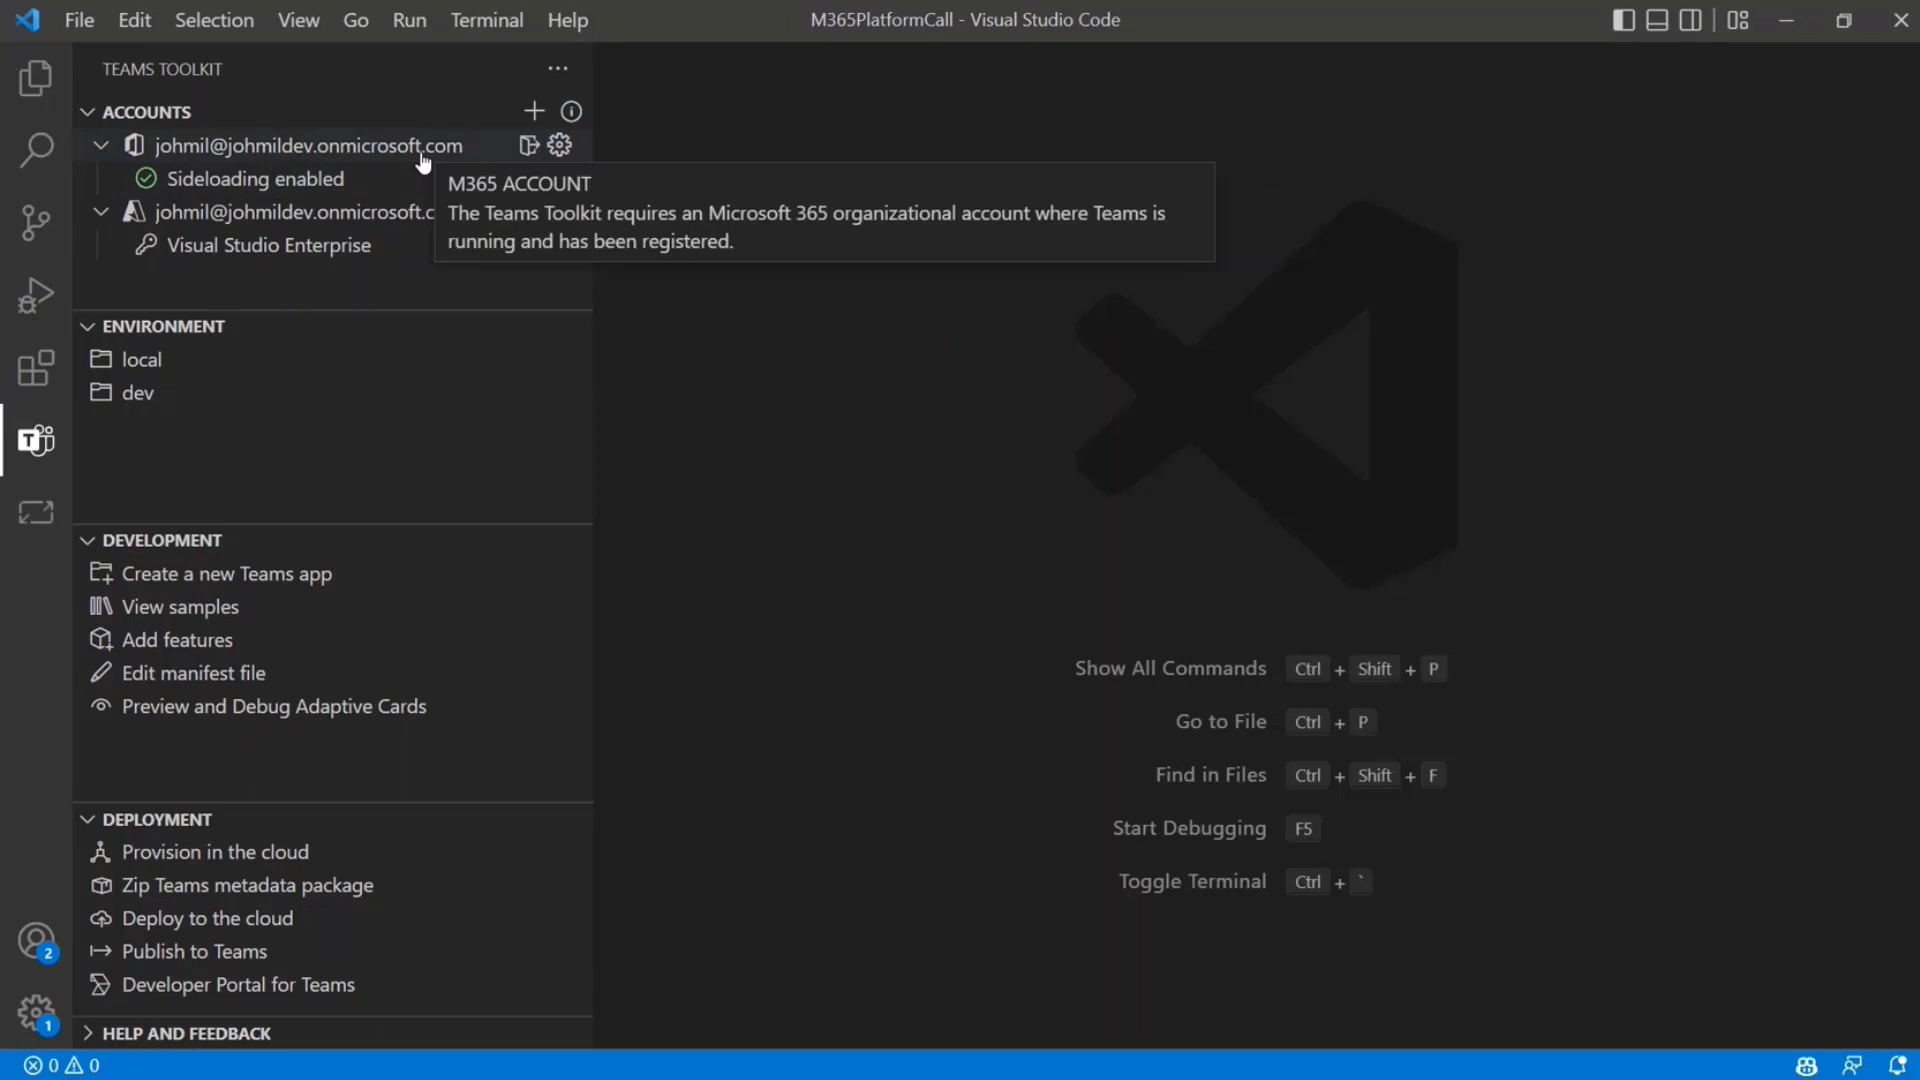 File Edit Selection View Go Run Terminal Help
M365PlatformCall - Visual Studio Code
TEAMS TOOLKIT
ACCOUNTS
johmil@johmildev.onmicrosoft.com
Sideloading enabled
johmil@johmildev.onmicrosoft.c
Visual Studio Enterprise
M365 ACCOUNT
The Teams Toolkit requires an Microsoft 365 organizational account where Teams is
running and has been registered.
ENVIRONMENT
local
dev
T
DEVELOPMENT
Create a new Teams app
View samples
Add features
Edit manifest file
Preview and Debug Adaptive Cards
DEPLOYMENT
Provision in the cloud
Zip Teams metadata package
Deploy to the cloud
Publish to Teams
Developer Portal for Teams
HELP AND FEEDBACK
2
1
Show All Commands Ctrl + Shift + P
Go to File Ctrl + P
Find in Files Ctrl + Shift + F
Start Debugging F5
Toggle Terminal Ctrl + `
0 0